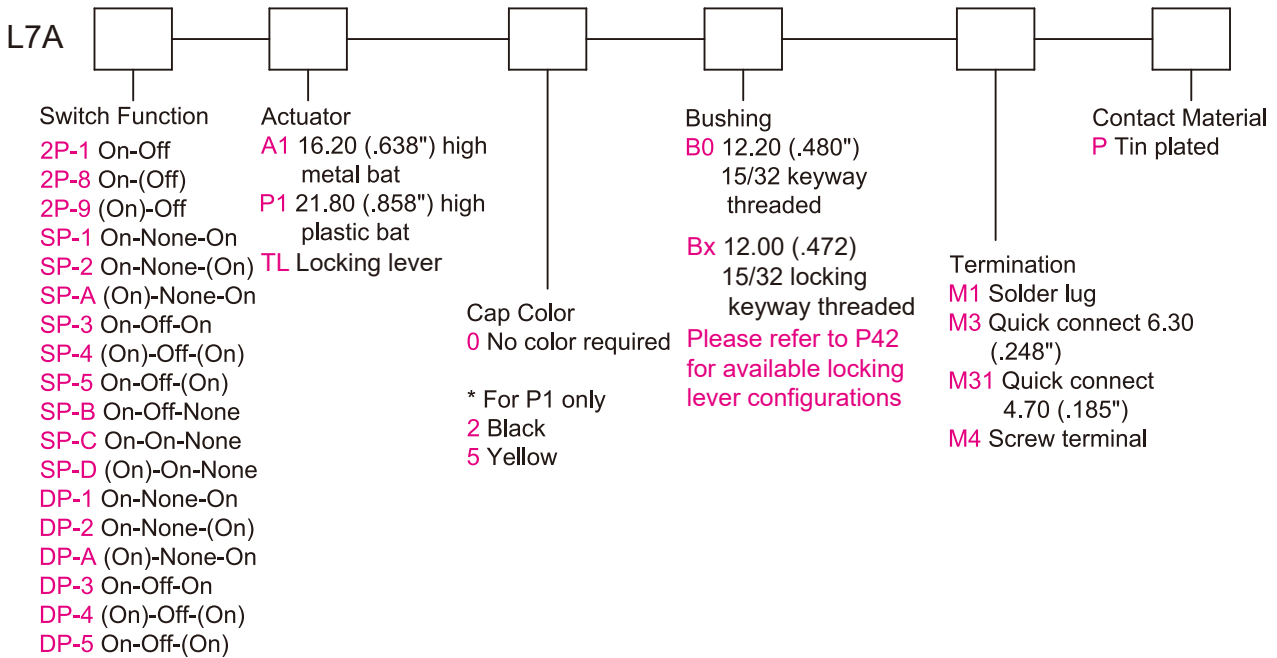 L7A
Switch Function
2P-1 On-Off
2P-8 On-(Off)
2P-9 (On)-Off
SP-1 On-None-On
SP-2 On-None-(On)
SP-A (On)-None-On
SP-3 On-Off-On
SP-4 (On)-Off-(On)
SP-5 On-Off-(On)
SP-B On-Off-None
SP-C On-On-None
SP-D (On)-On-None
DP-1 On-None-On
DP-2 On-None-(On)
DP-A (On)-None-On
DP-3 On-Off-On
DP-4 (On)-Off-(On)
DP-5 On-Off-(On)
Actuator
A1 16.20 (.638") high
metal bat
P1 21.80 (.858") high
plastic bat
TL Locking lever
Cap Color
0 No color required
* For P1 only
2 Black
5 Yellow
Bushing
B0 12.20 (.480")
15/32 keyway
threaded
Bx 12.00 (.472)
15/32 locking
keyway threaded
Please refer to P42
for available locking
lever configurations
Termination
M1 Solder lug
M3 Quick connect 6.30
(.248")
M31 Quick connect
4.70 (.185")
M4 Screw terminal
Contact Material
P Tin plated